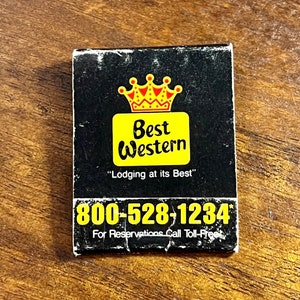 Best
Western
"Lodging at its Best"
800-528-1234
For Reservations Call Toll-Free!